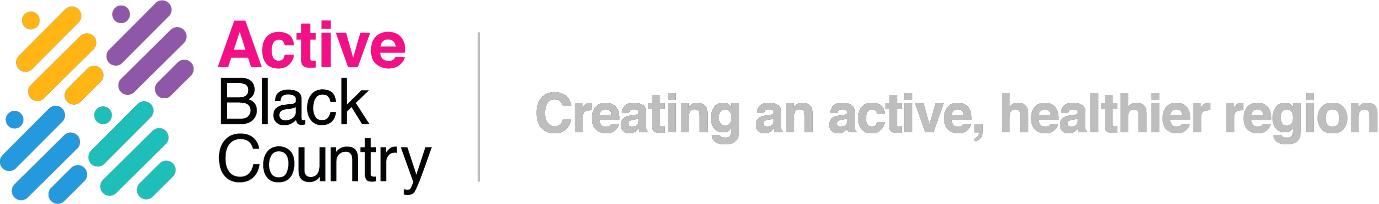 Active
Black
Country
Creating an active, healthier region